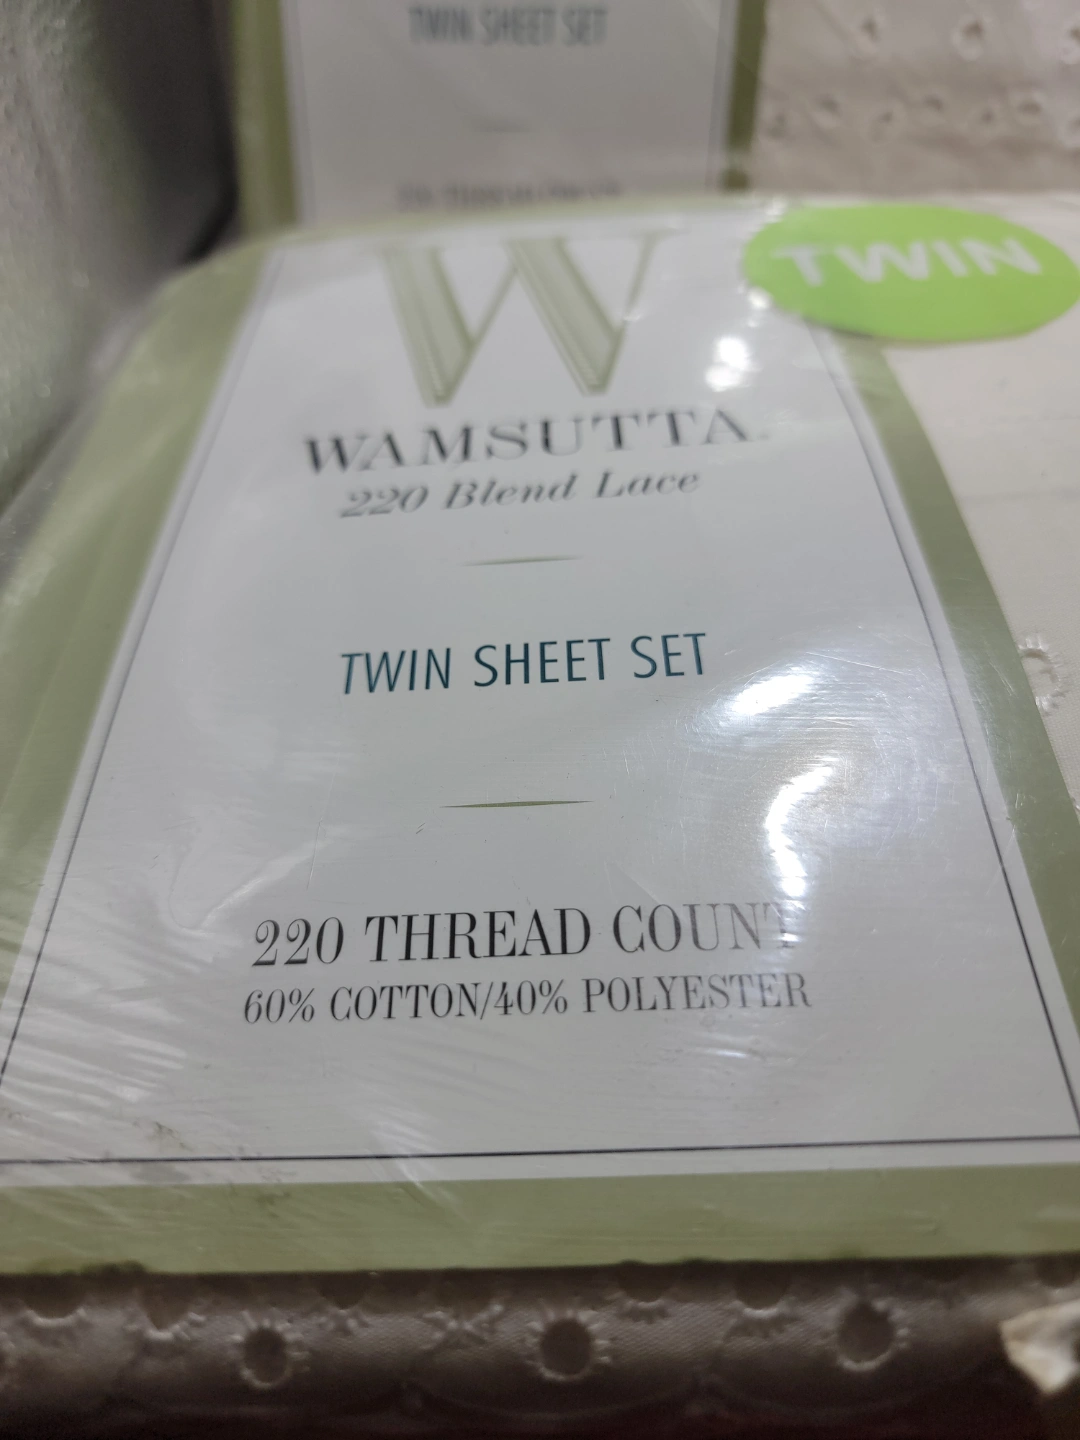 TWIN SHEET SET
W
TWIN
WAMSUTTA
220 Blend Lace
TWIN SHEET SET
220 THREAD COUNT
60% COTTON/40% POLYESTER